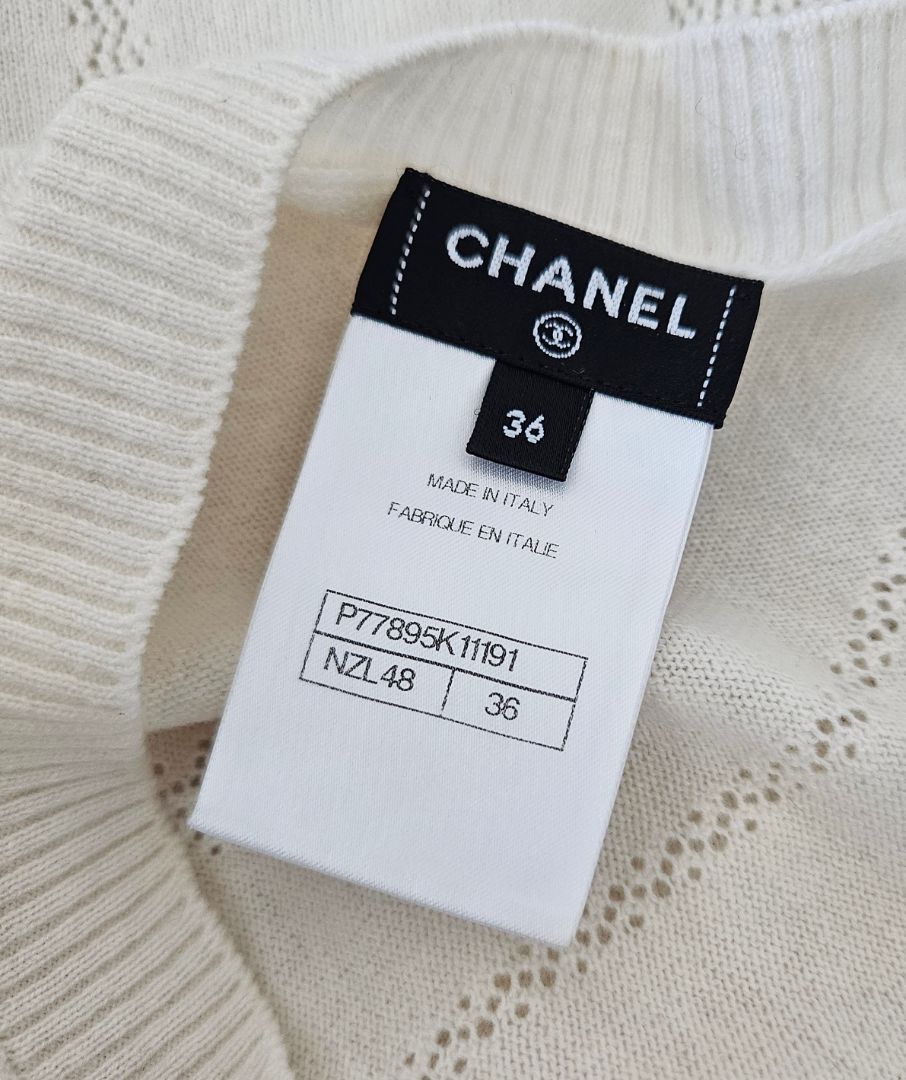 CHANEL
36
MADE IN ITALY
FABRIQUE EN ITALIE
P77895K11191
NZL48 36